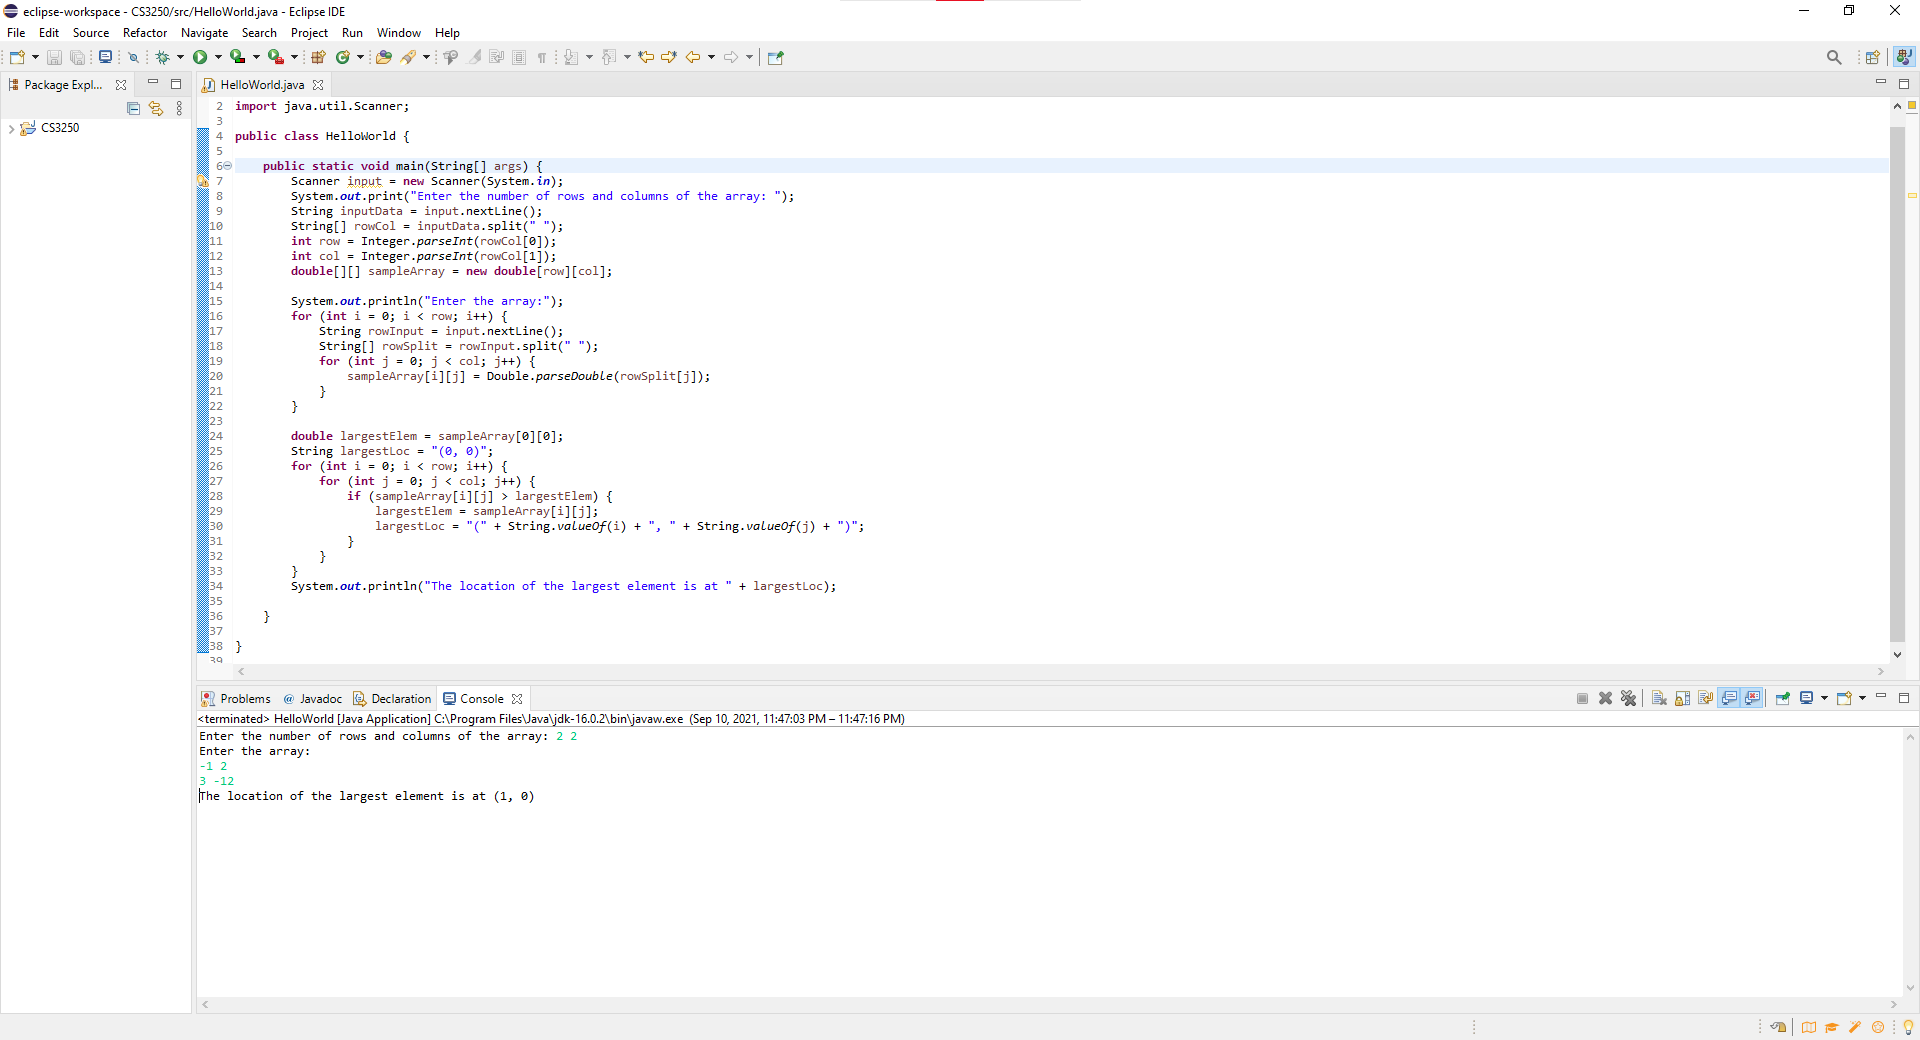 eclipse-workspace - CS3250/src/HelloWorld.java - Eclipse IDE
File Edit Source Refactor Navigate Search Project Run Window Help
Package Expl...
CS3250
HelloWorld.java
2 import java.util.Scanner;
3
4 public class HelloWorld {
5
6     public static void main(String[] args) {
7         Scanner input = new Scanner(System.in);
8         System.out.print("Enter the number of rows and columns of the array: ");
9         String inputData = input.nextLine();
10         String[] rowCol = inputData.split(" ");
11         int row = Integer.parseInt(rowCol[0]);
12         int col = Integer.parseInt(rowCol[1]);
13         double[][] sampleArray = new double[row][col];
14
15         System.out.println("Enter the array:");
16         for (int i = 0; i < row; i++) {
17             String rowInput = input.nextLine();
18             String[] rowSplit = rowInput.split(" ");
19             for (int j = 0; j < col; j++) {
20                 sampleArray[i][j] = Double.parseDouble(rowSplit[j]);
21             }
22         }
23
24         double largestElem = sampleArray[0][0];
25         String largestLoc = "(0, 0)";
26         for (int i = 0; i < row; i++) {
27             for (int j = 0; j < col; j++) {
28                 if (sampleArray[i][j] > largestElem) {
29                     largestElem = sampleArray[i][j];
30                     largestLoc = "(" + String.valueOf(i) + ", " + String.valueOf(j) + ")";
31                 }
32             }
33         }
34         System.out.println("The location of the largest element is at " + largestLoc);
35
36     }
37
38 }
39
Problems @ Javadoc Declaration Console
<terminated> HelloWorld [Java Application] C:\Program Files\Java\jdk-16.0.2\bin\javaw.exe (Sep 10, 2021, 11:47:03 PM – 11:47:16 PM)
Enter the number of rows and columns of the array: 2 2
Enter the array:
-1 2
3 -12
The location of the largest element is at (1, 0)